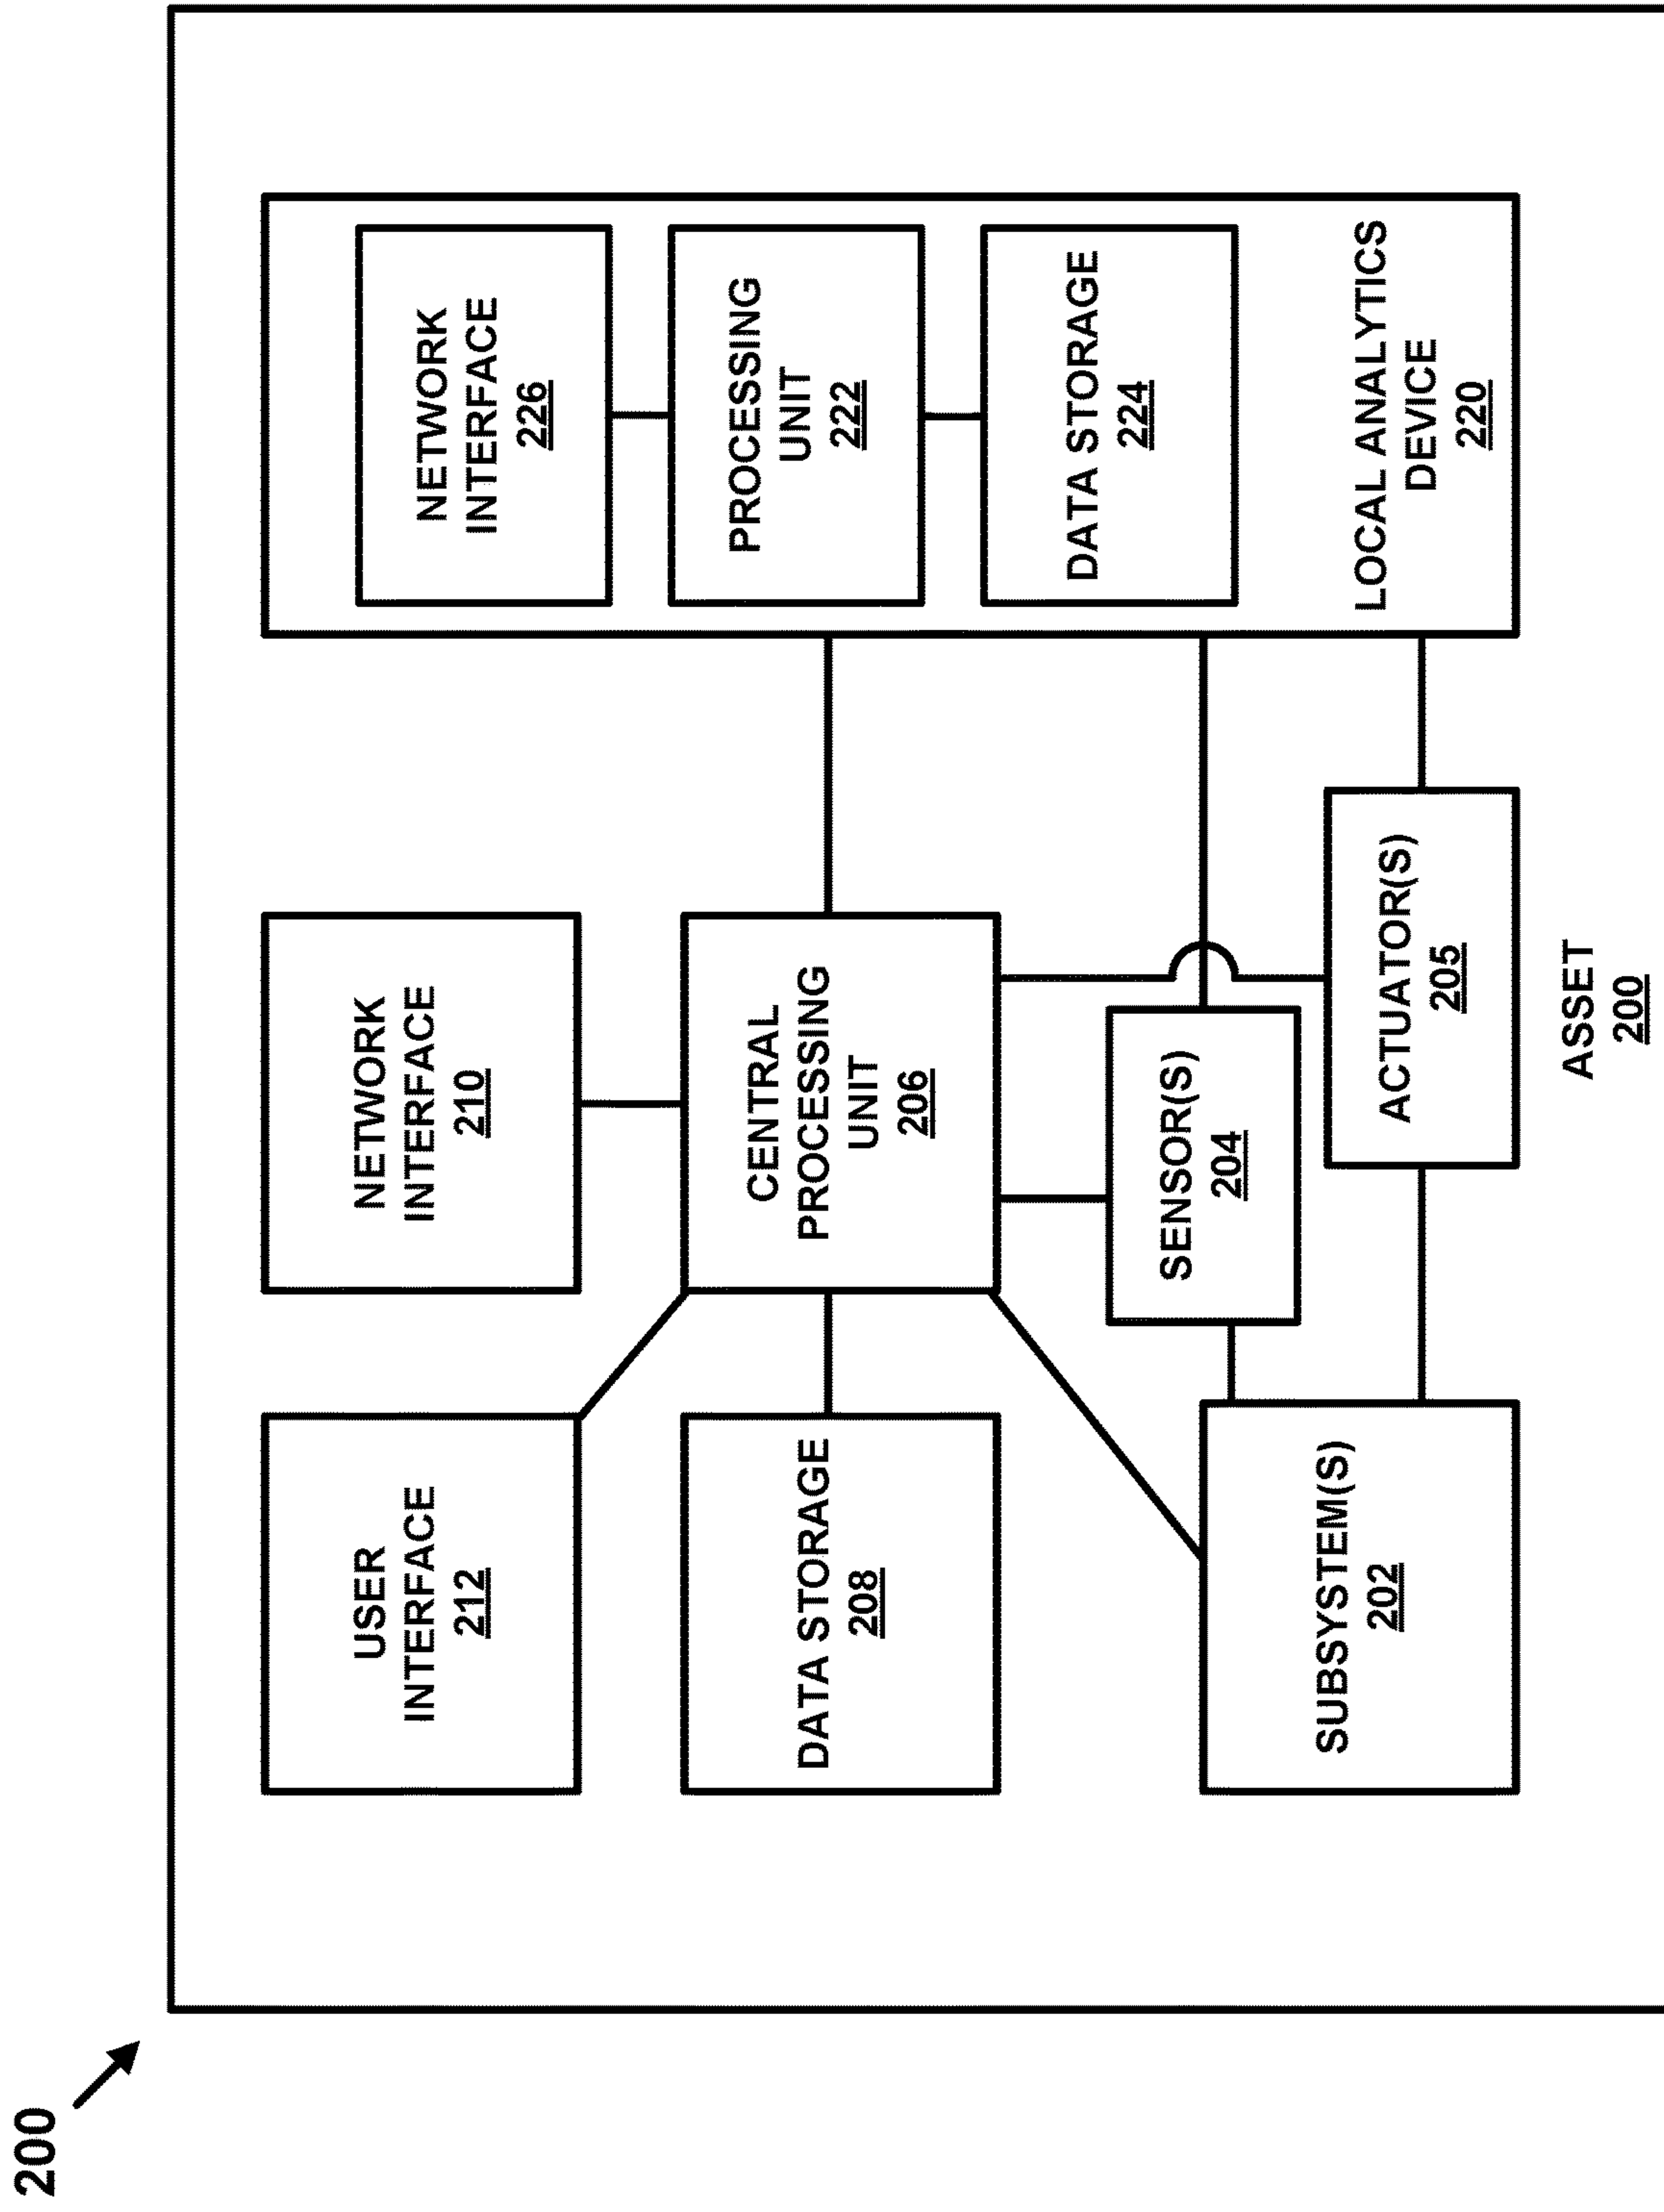 200
USER
INTERFACE
212
NETWORK
INTERFACE
210
NETWORK
INTERFACE
226
DATA STORAGE
208
CENTRAL
PROCESSING
UNIT
206
PROCESSING
UNIT
222
DATA STORAGE
224
SENSOR(S)
204
SUBSYSTEM(S)
202
ACTUATOR(S)
205
LOCAL ANALYTICS
DEVICE
220
ASSET
200